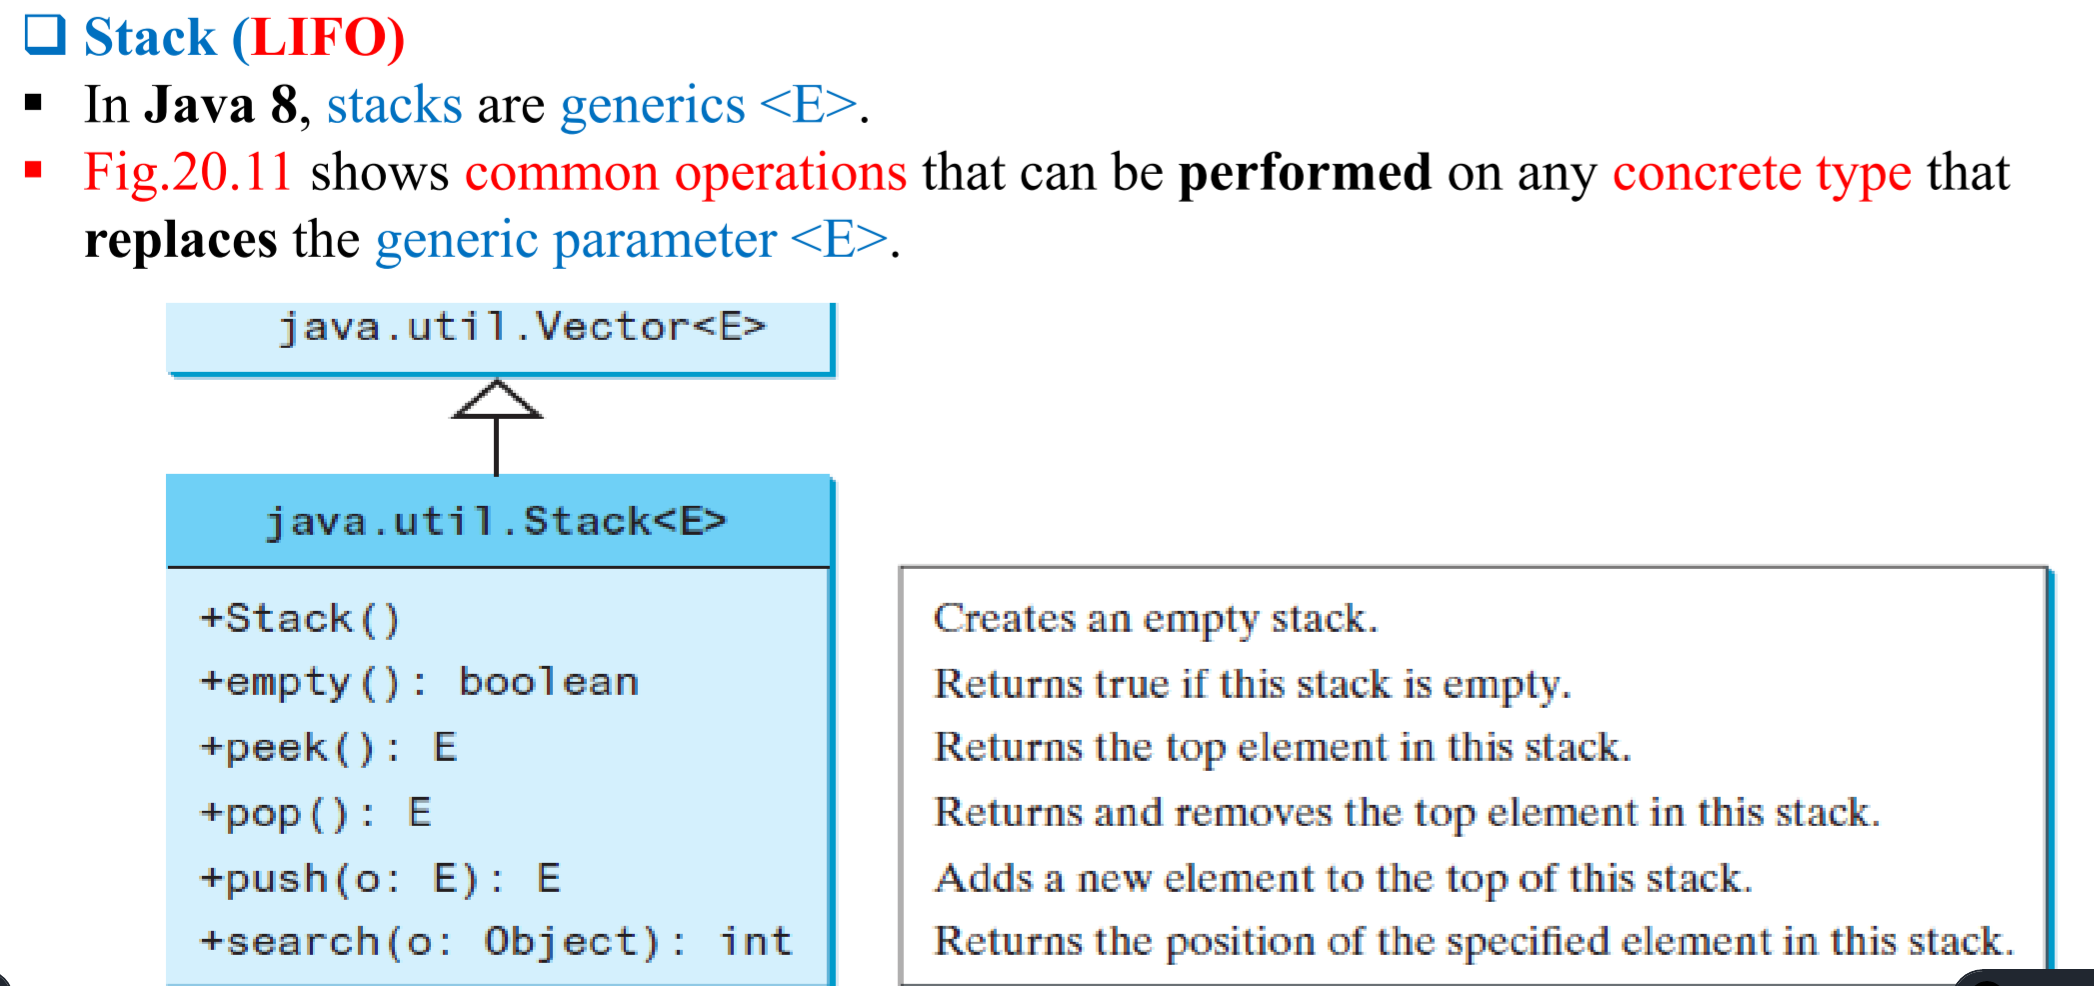 ❑ Stack (LIFO)
▪ In Java 8, stacks are generics <E>.
▪ Fig.20.11 shows common operations that can be performed on any concrete type that
replaces the generic parameter <E>.
java.util.Vector<E>
java.util.Stack<E>
+Stack()
Creates an empty stack.
+empty(): boolean
Returns true if this stack is empty.
+peek(): E
Returns the top element in this stack.
+pop(): E
Returns and removes the top element in this stack.
+push(o: E): E
Adds a new element to the top of this stack.
+search(o: Object): int
Returns the position of the specified element in this stack.